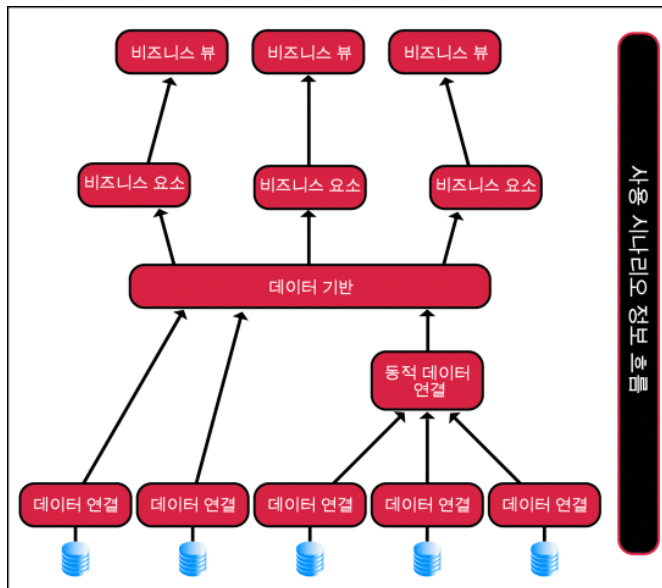 비즈니스 뷰
비즈니스 뷰
비즈니스 뷰
비즈니스 요소
비즈니스 요소
비즈니스 요소
데이터 기반
동적 데이터
연결
데이터 연결
데이터 연결
데이터 연결
데이터 연결
데이터 연결
사용 시나리오 정보 흐름